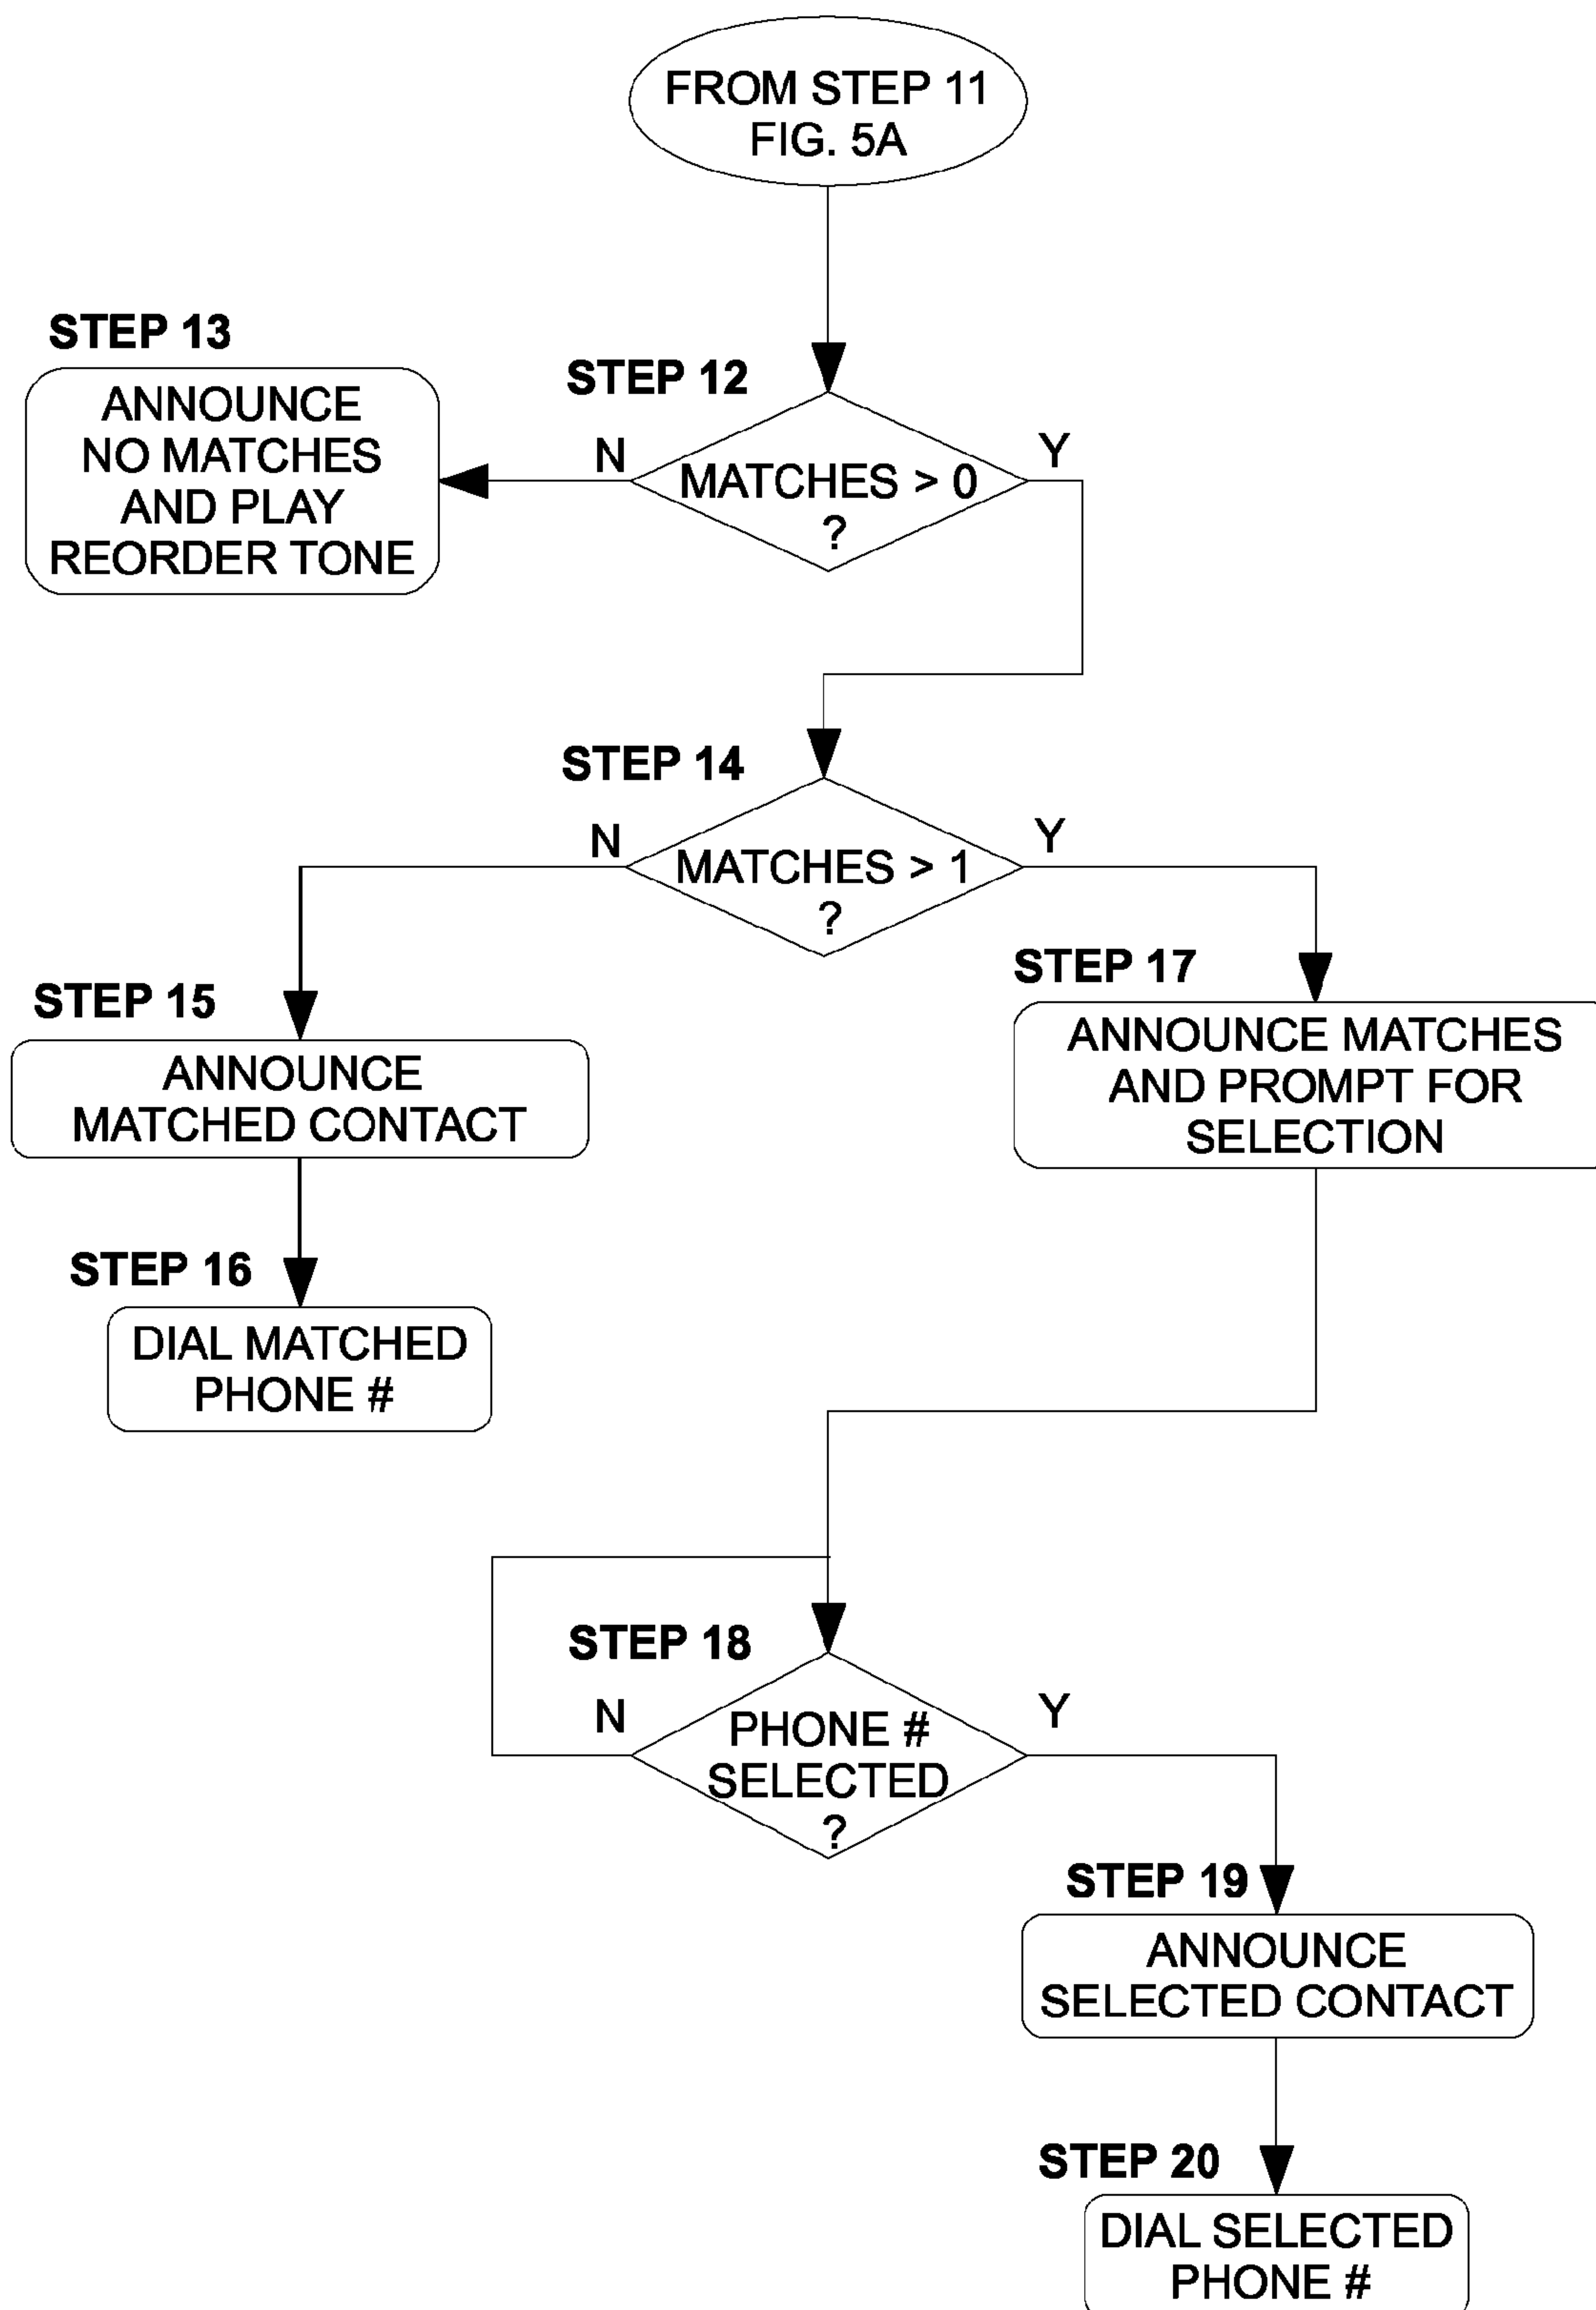 FROM STEP 11
FIG. 5A
STEP 13
ANNOUNCE
NO MATCHES
AND PLAY
REORDER TONE
STEP 12
N
MATCHES > 0
?
Y
STEP 14
N
MATCHES > 1
?
Y
STEP 15
ANNOUNCE
MATCHED CONTACT
STEP 17
ANNOUNCE MATCHES
AND PROMPT FOR
SELECTION
STEP 16
DIAL MATCHED
PHONE #
STEP 18
N
PHONE #
SELECTED
?
Y
STEP 19
ANNOUNCE
SELECTED CONTACT
STEP 20
DIAL SELECTED
PHONE #